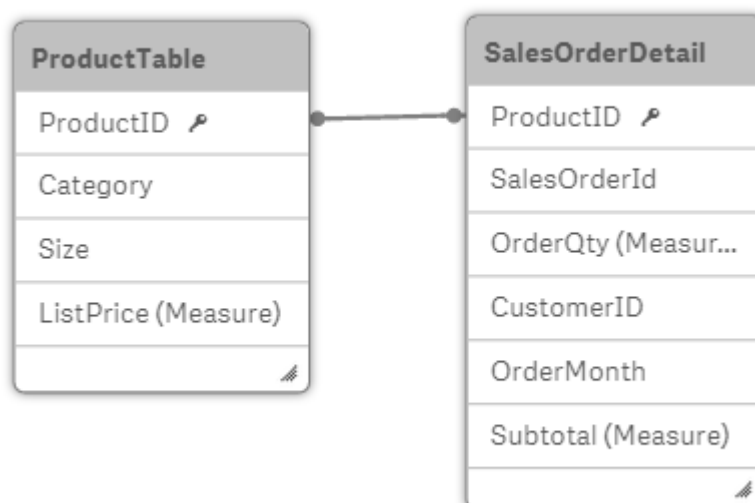 ProductTable
ProductID
Category
Size
ListPrice (Measure)
SalesOrderDetail
ProductID
SalesOrderId
OrderQty (Measur...
CustomerID
OrderMonth
Subtotal (Measure)